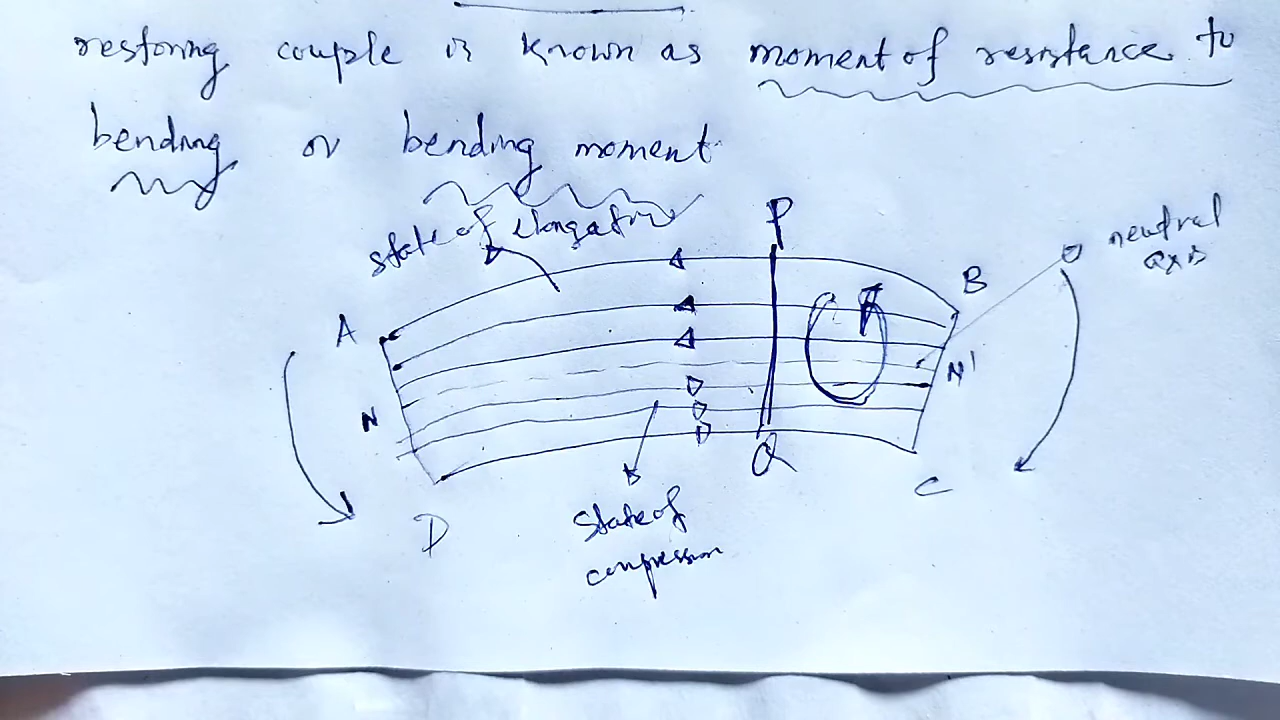 restoring couple is known as moment of resistance to
bending or bending moment
state of elongation
P
neutral
axis
B
A
N'
N
Q
C
D
State of
compression